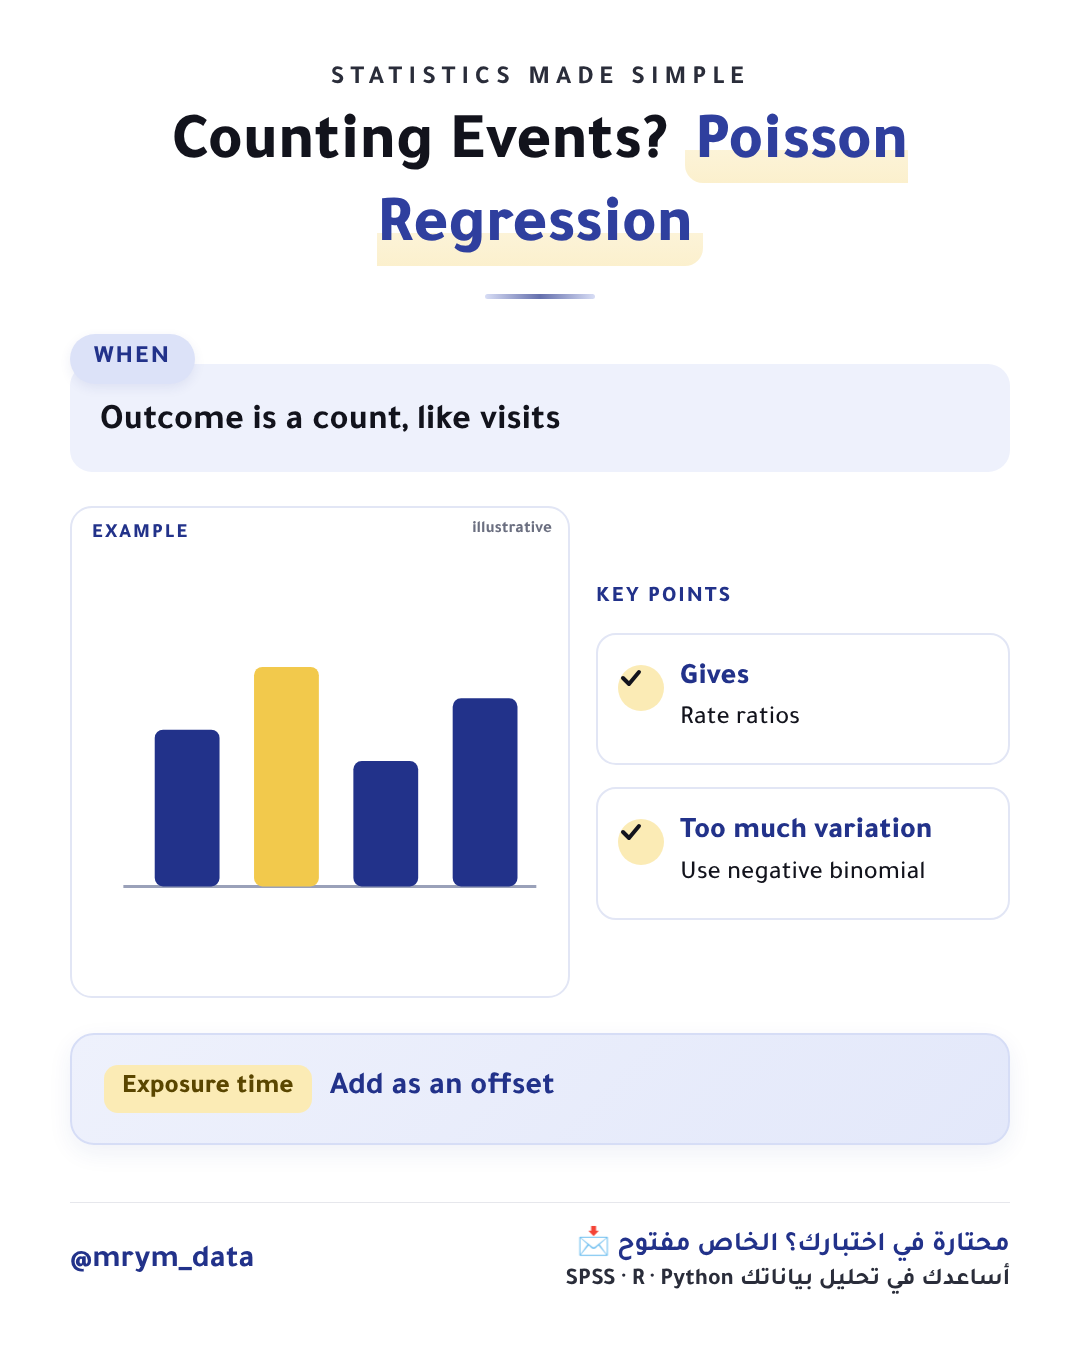 STATISTICS MADE SIMPLE
Counting Events? Poisson
Regression
WHEN
Outcome is a count, like visits
EXAMPLE
illustrative
KEY POINTS
Gives
Rate ratios
Too much variation
Use negative binomial
Exposure time
Add as an offset
@mrym_data
محتارة في اختبارك؟ الخاص مفتوح 📩
أساعدك في تحليل بياناتك SPSS · R · Python